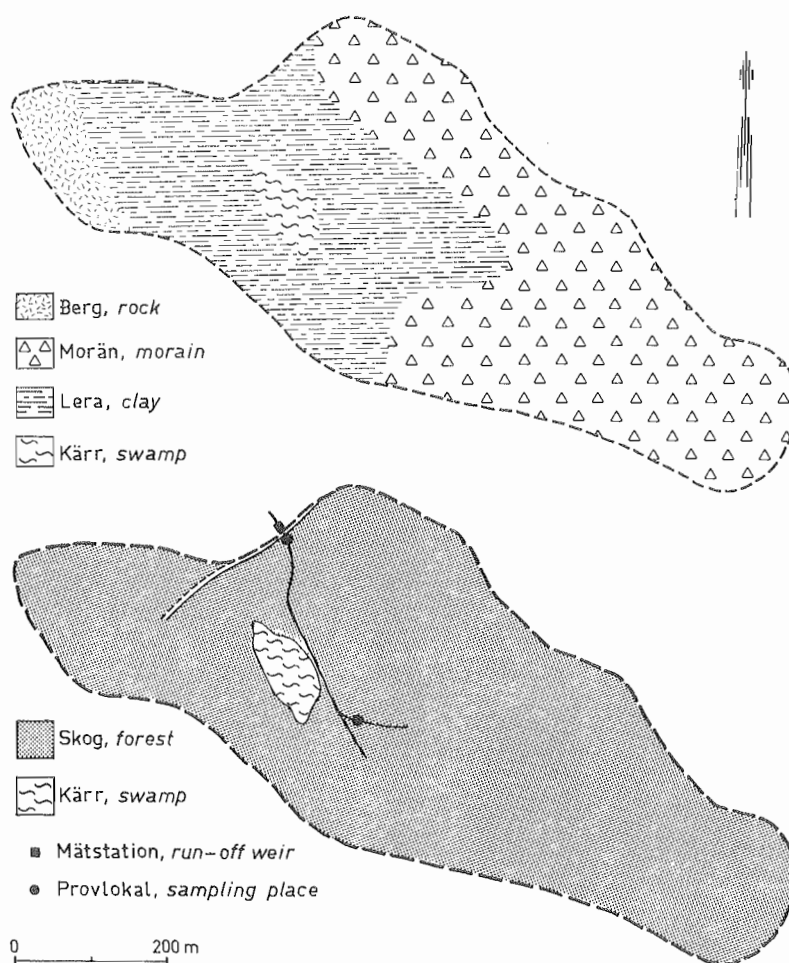 Berg, rock
Morän, morain
Lera, clay
Kärr, swamp
Skog, forest
Kärr, swamp
Mätstation, run-off weir
Provlokal, sampling place
0 200 m